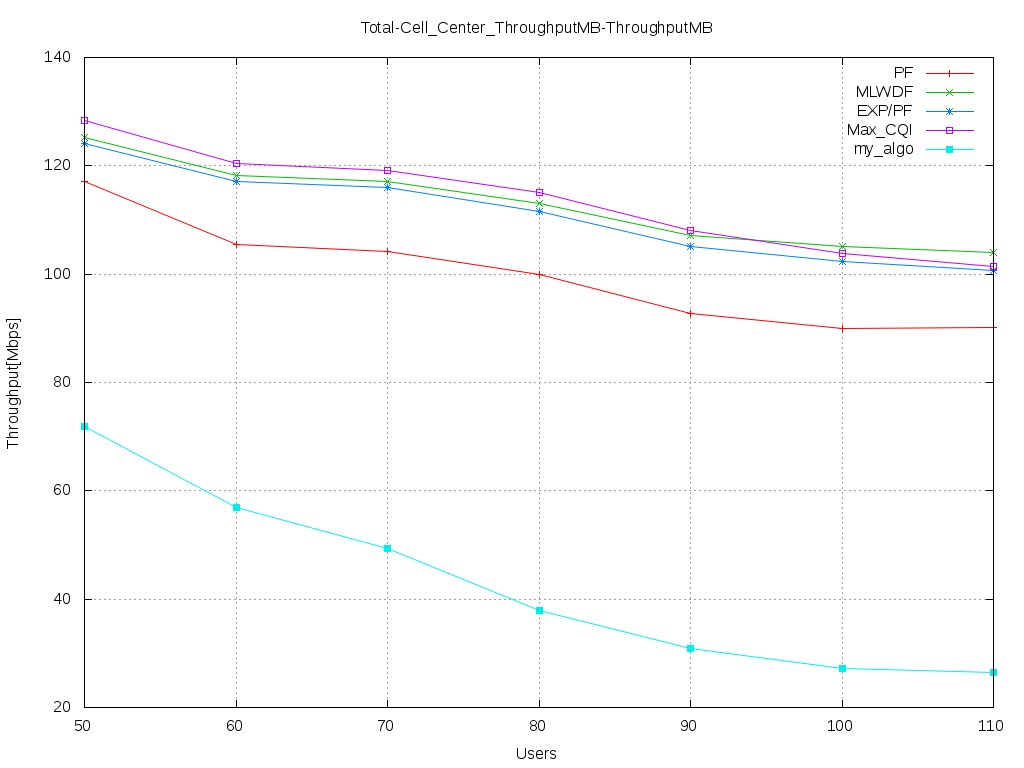 Total-Cell_Center_ThroughputMB-ThroughputMB
140
120
100
80
60
40
20
50 60 70 80 90 100 110
Throughput[Mbps]
Users
PF
MLWDF
EXP/PF
Max_CQI
my_algo